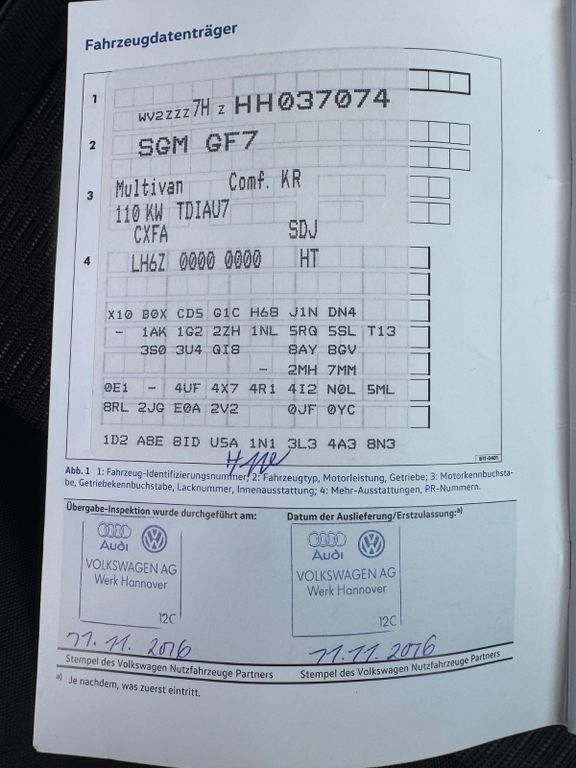 Fahrzeugdatenträger
1
WV2ZZZ7H Z HH037074
2
SGM GF7
3
Multivan Comf. KR
110 KW TDIAU7
CXFA SDJ
4
LH6Z 0000 0000 HT
X10 B0X CD5 G1C H68 J1N DN4
- 1AK 1G2 2ZH 1NL 5RQ 5SL T13
3S0 3U4 QI8 8AY 8GV
- 2MH 7MM
0E1 - 4UF 4X7 4R1 4I2 N0L 5ML
8RL 2JG E0A 2V2 0JF 0YC
1D2 A8E 8ID U5A 1N1 3L3 4A3 8N3
B1T-0401
Abb. 1 1: Fahrzeug-Identifizierungsnummer; 2: Fahrzeugtyp, Motorleistung, Getriebe; 3: Motorkennbuchsta-
be, Getriebekennbuchstabe, Lacknummer, Innenausstattung; 4: Mehr-Ausstattungen, PR-Nummern.
Übergabe-Inspektion wurde durchgeführt am:
Audi
VOLKSWAGEN AG
Werk Hannover
12C
11.11. 2016
Stempel des Volkswagen Nutzfahrzeuge Partners
Datum der Auslieferung/Erstzulassung:a)
Audi
VOLKSWAGEN AG
Werk Hannover
12C
11.11. 2016
Stempel des Volkswagen Nutzfahrzeuge Partners
a) Je nachdem, was zuerst eintritt.